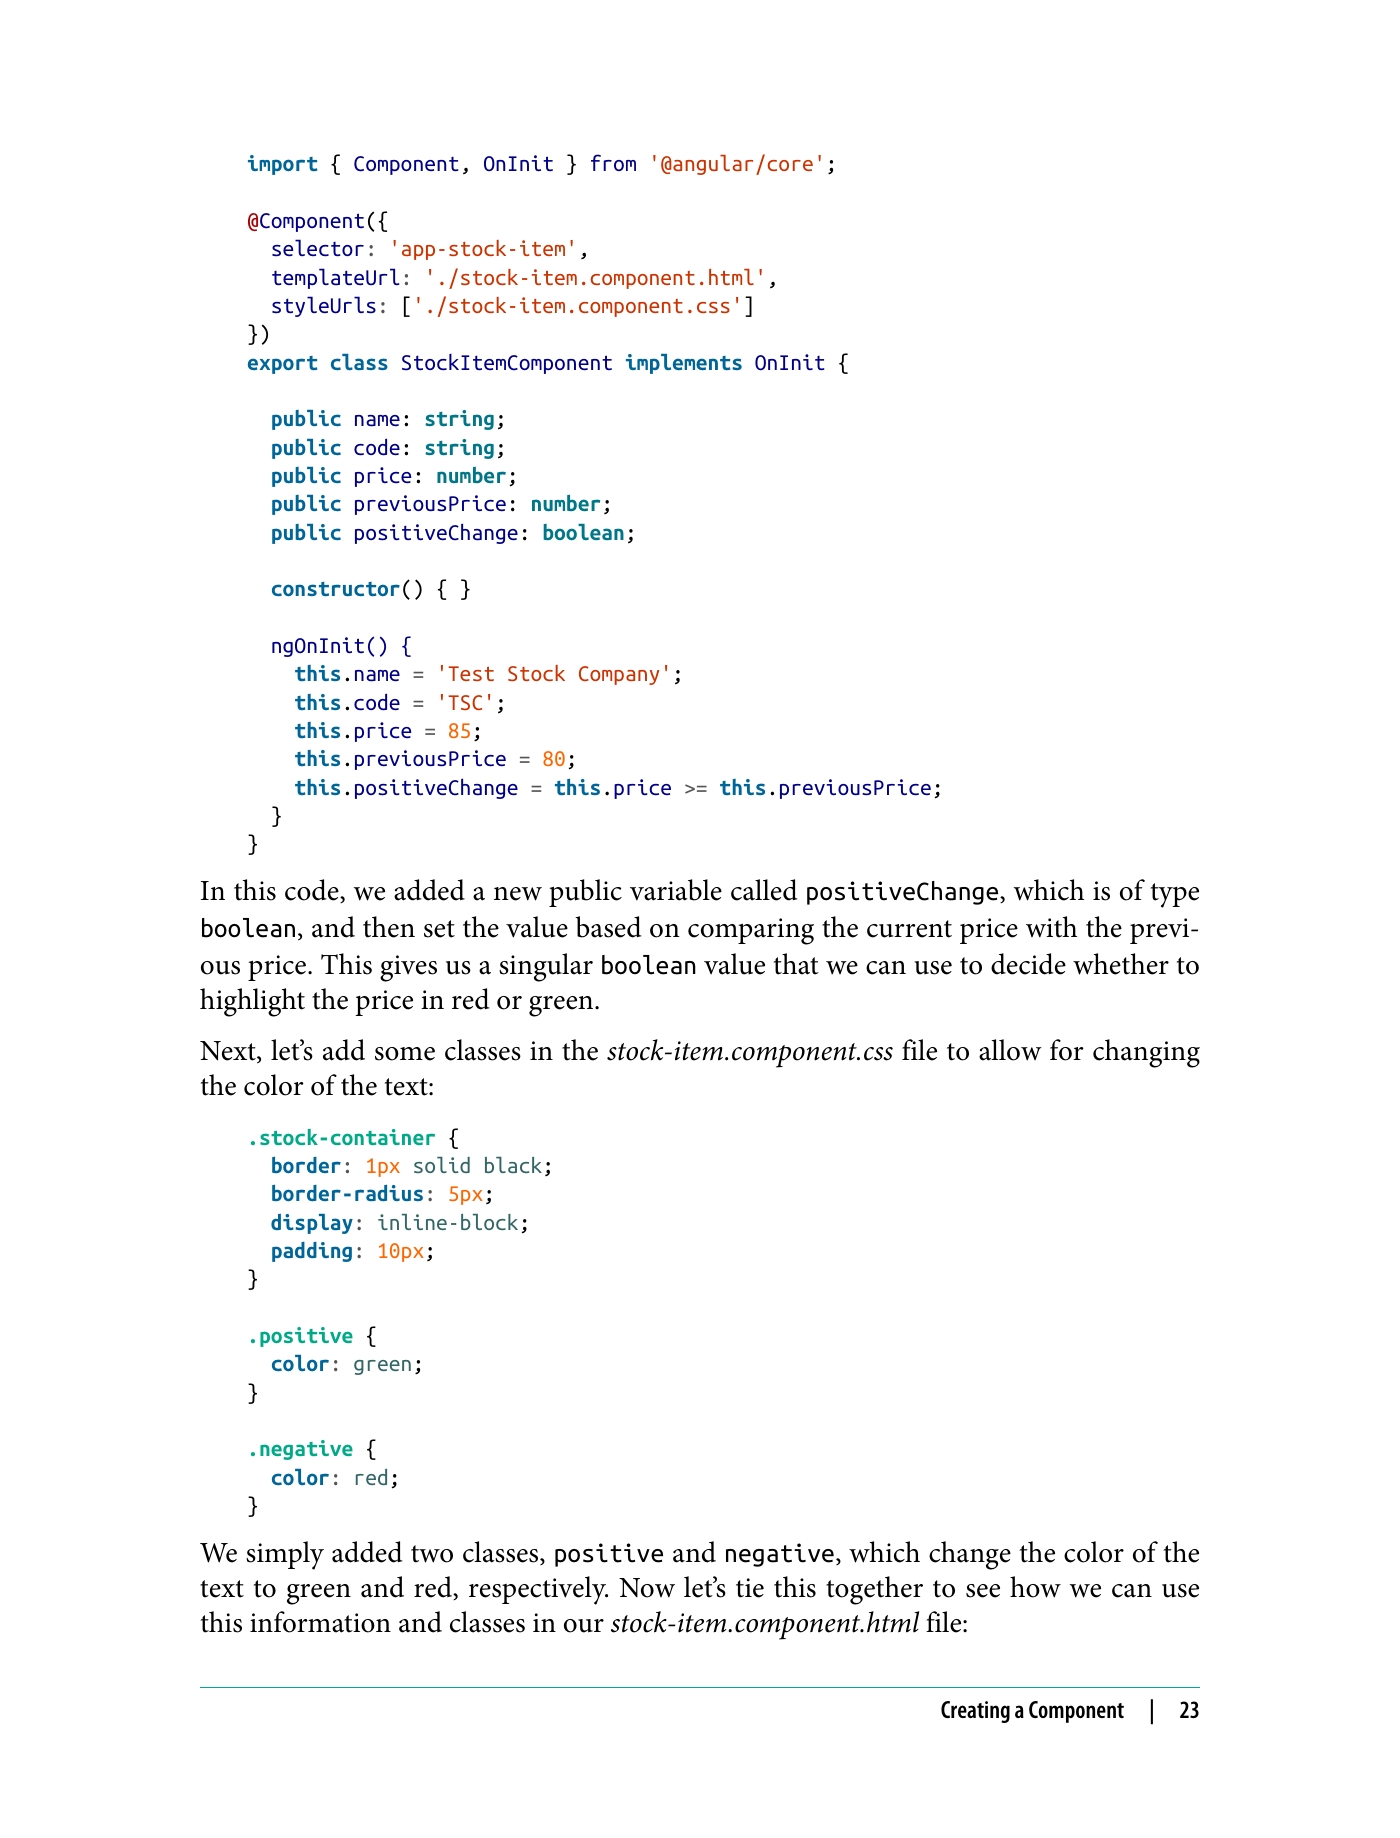 import { Component, OnInit } from '@angular/core';
@Component({
  selector: 'app-stock-item',
  templateUrl: './stock-item.component.html',
  styleUrls: ['./stock-item.component.css']
})
export class StockItemComponent implements OnInit {
  public name: string;
  public code: string;
  public price: number;
  public previousPrice: number;
  public positiveChange: boolean;
  constructor() { }
  ngOnInit() {
    this.name = 'Test Stock Company';
    this.code = 'TSC';
    this.price = 85;
    this.previousPrice = 80;
    this.positiveChange = this.price >= this.previousPrice;
  }
}
In this code, we added a new public variable called positiveChange, which is of type
boolean, and then set the value based on comparing the current price with the previ-
ous price. This gives us a singular boolean value that we can use to decide whether to
highlight the price in red or green.
Next, let’s add some classes in the stock-item.component.css file to allow for changing
the color of the text:
.stock-container {
  border: 1px solid black;
  border-radius: 5px;
  display: inline-block;
  padding: 10px;
}
.positive {
  color: green;
}
.negative {
  color: red;
}
We simply added two classes, positive and negative, which change the color of the
text to green and red, respectively. Now let’s tie this together to see how we can use
this information and classes in our stock-item.component.html file:
Creating a Component | 23